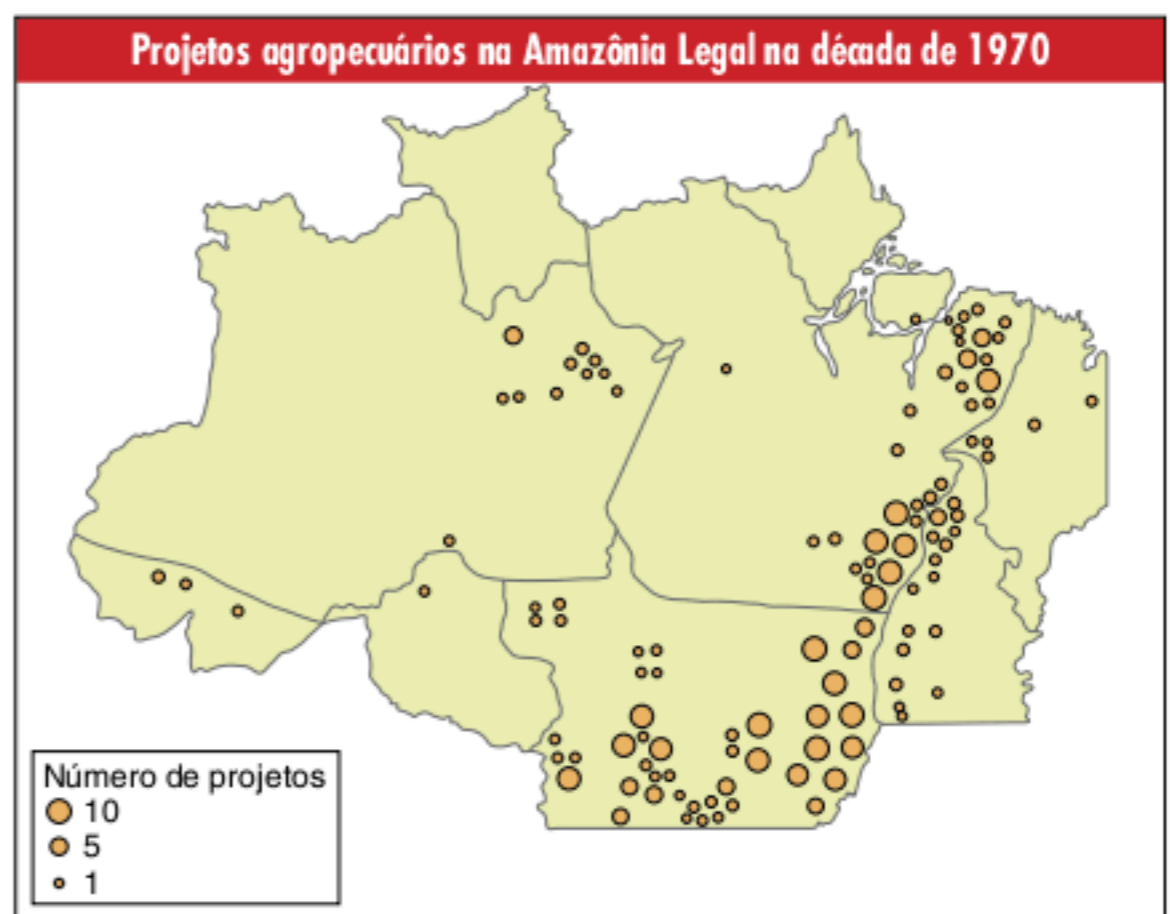 Projetos agropecuários na Amazônia Legal na década de 1970
Número de projetos
10
5
1